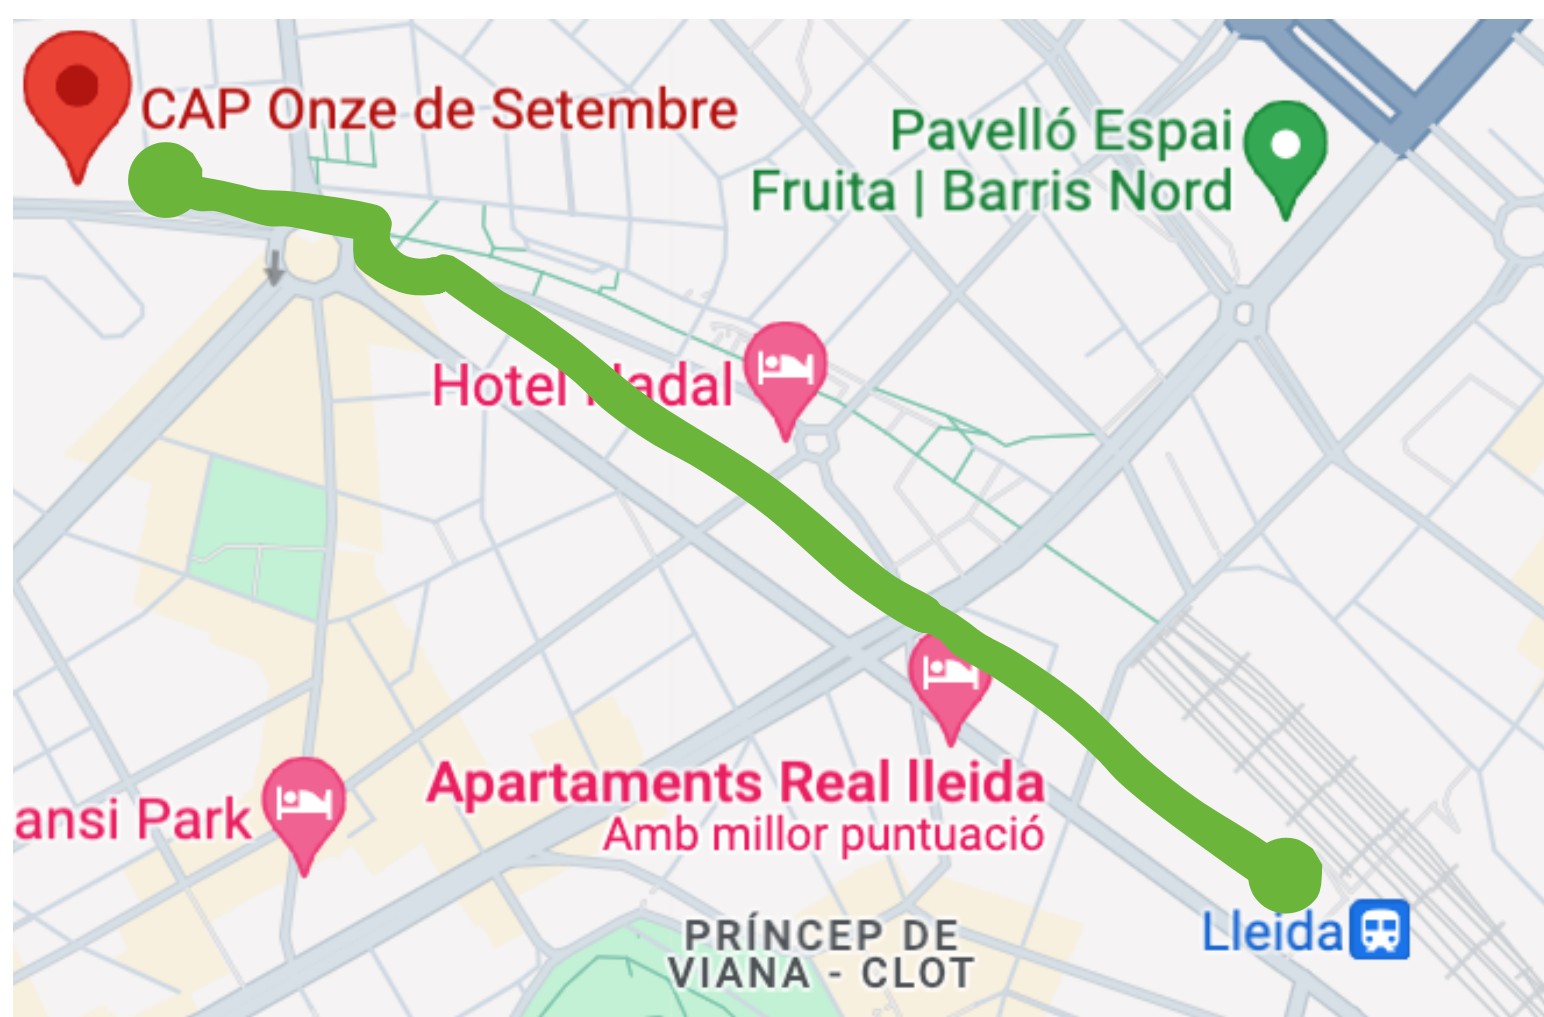 CAP Onze de Setembre
Pavelló Espai
Fruita | Barris Nord
Hotel
ansi Park
Apartaments Real lleida
Amb millor puntuació
PRÍNCEP DE
VIANA - CLOT
Lleida